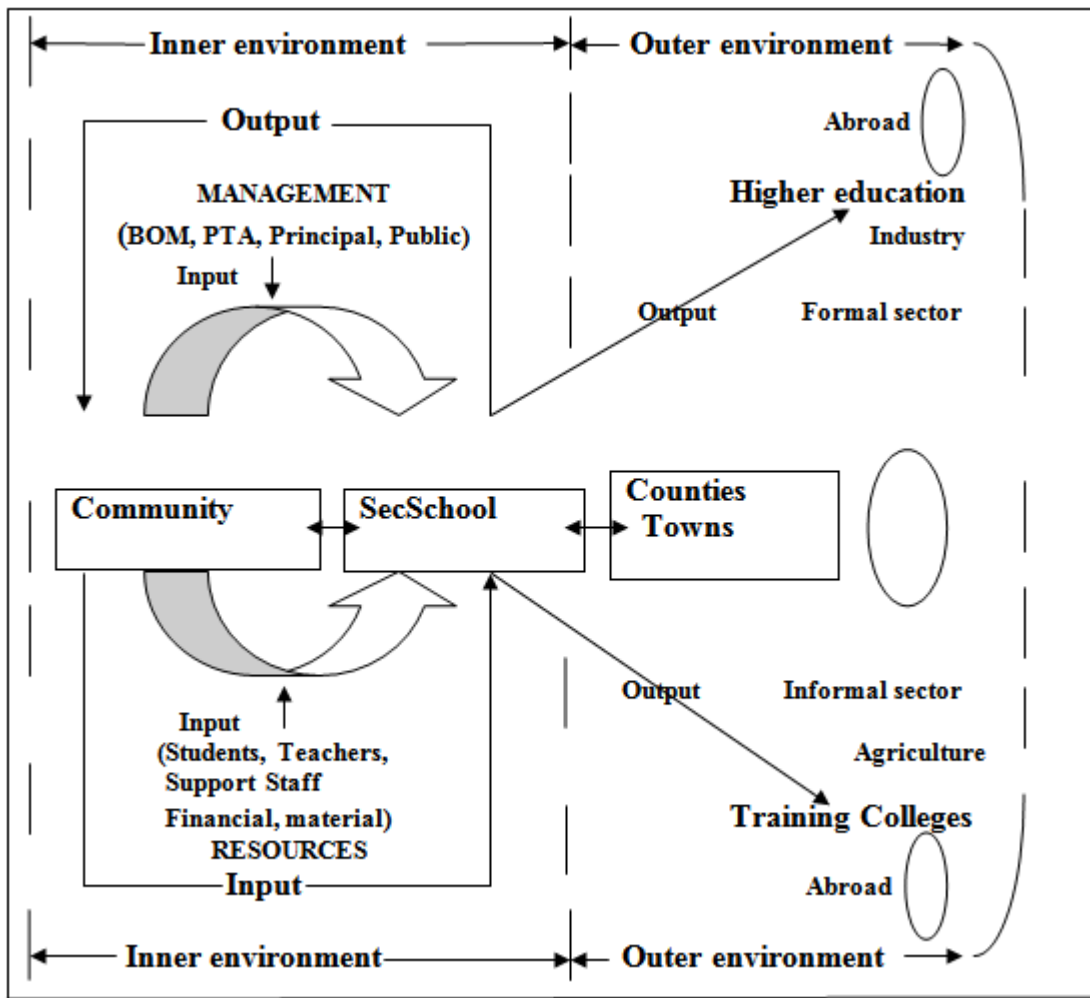 Inner environment
Outer environment
Output
Abroad
MANAGEMENT
Higher education
(BOM, PTA, Principal, Public)
Industry
Input
Output
Formal sector
Community
SecSchool
Counties
Towns
Output
Informal sector
Input
(Students, Teachers,
Support Staff
Agriculture
Financial, material)
Training Colleges
RESOURCES
Input
Abroad
Inner environment
Outer environment